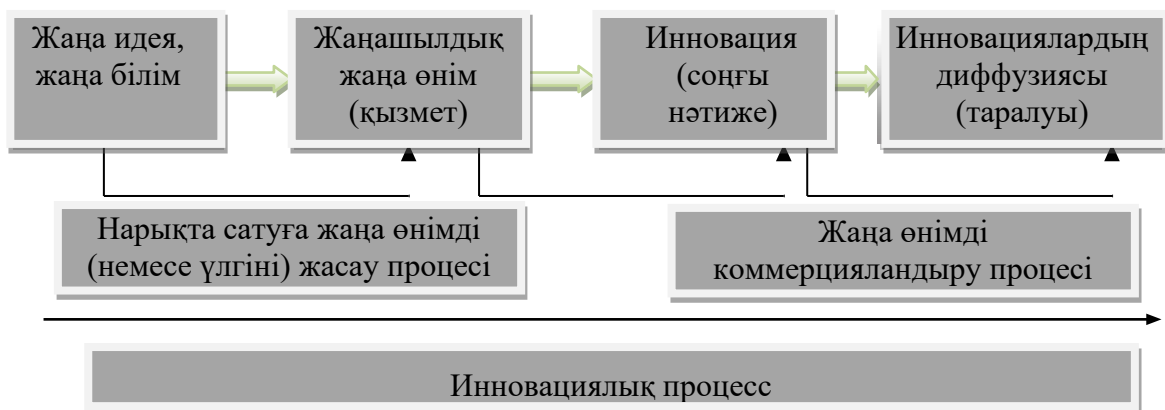 Жаңа идея,
жаңа білім
Жаңашылдық
жаңа өнім
(қызмет)
Инновация
(соңғы
нәтиже)
Инновациялардың
диффузиясы
(таралуы)
Нарықта сатуға жаңа өнімді
(немесе үлгіні) жасау процесі
Жаңа өнімді
коммерцияландыру процесі
Инновациялық процесс